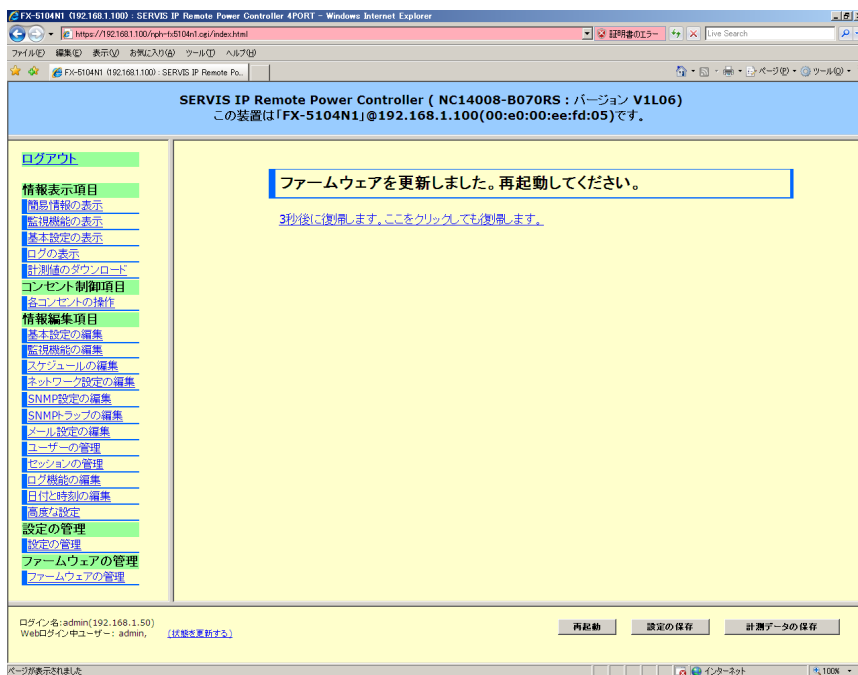 FX-5104N1 (192.168.1.100) : SERVIS IP Remote Power Controller 4PORT - Windows Internet Explorer
https://192.168.1.100/nph-fx5104n1.cgi/index.html
証明書のエラー
Live Search
ファイル(F) 編集(E) 表示(V) お気に入り(A) ツール(T) ヘルプ(H)
FX-5104N1 (192.168.1.100) : SERVIS IP Remote Po...
ページ(P)
ツール(O)
SERVIS IP Remote Power Controller ( NC14008-B070RS : バージョン V1L06)
この装置は「FX-5104N1」@192.168.1.100(00:e0:00:ee:fd:05)です。
ログアウト
情報表示項目
簡易情報の表示
監視機能の表示
基本設定の表示
ログの表示
計測値のダウンロード
コンセント制御項目
各コンセントの操作
情報編集項目
基本設定の編集
監視機能の編集
スケジュールの編集
ネットワーク設定の編集
SNMP設定の編集
SNMPトラップの編集
メール設定の編集
ユーザーの管理
セッションの管理
ログ機能の編集
日付と時刻の編集
高度な設定
設定の管理
設定の管理
ファームウェアの管理
ファームウェアの管理
ファームウェアを更新しました。再起動してください。
3秒後に復帰します。ここをクリックしても復帰します。
ログイン名:admin(192.168.1.50)
Webログイン中ユーザー: admin, (状態を更新する)
再起動
設定の保存
計測データの保存
ページが表示されました
インターネット
100%